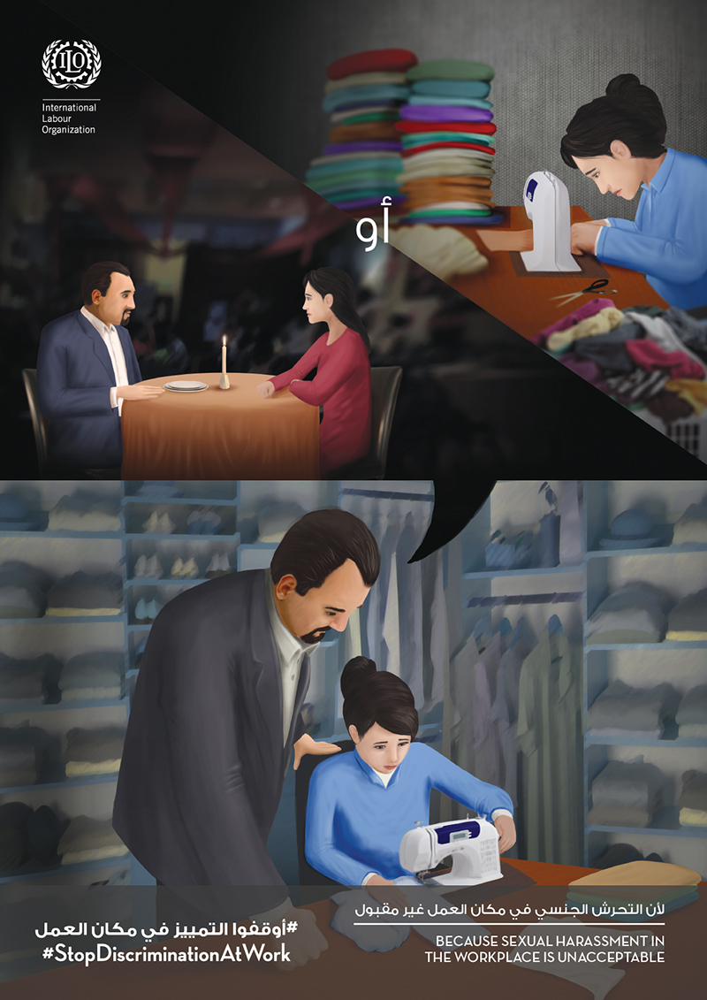 ILO
International
Labour
Organization
أو
لأن التحرش الجنسي في مكان العمل غير مقبول
BECAUSE SEXUAL HARASSMENT IN
THE WORKPLACE IS UNACCEPTABLE
#أوقفوا التمييز في مكان العمل
#StopDiscriminationAtWork